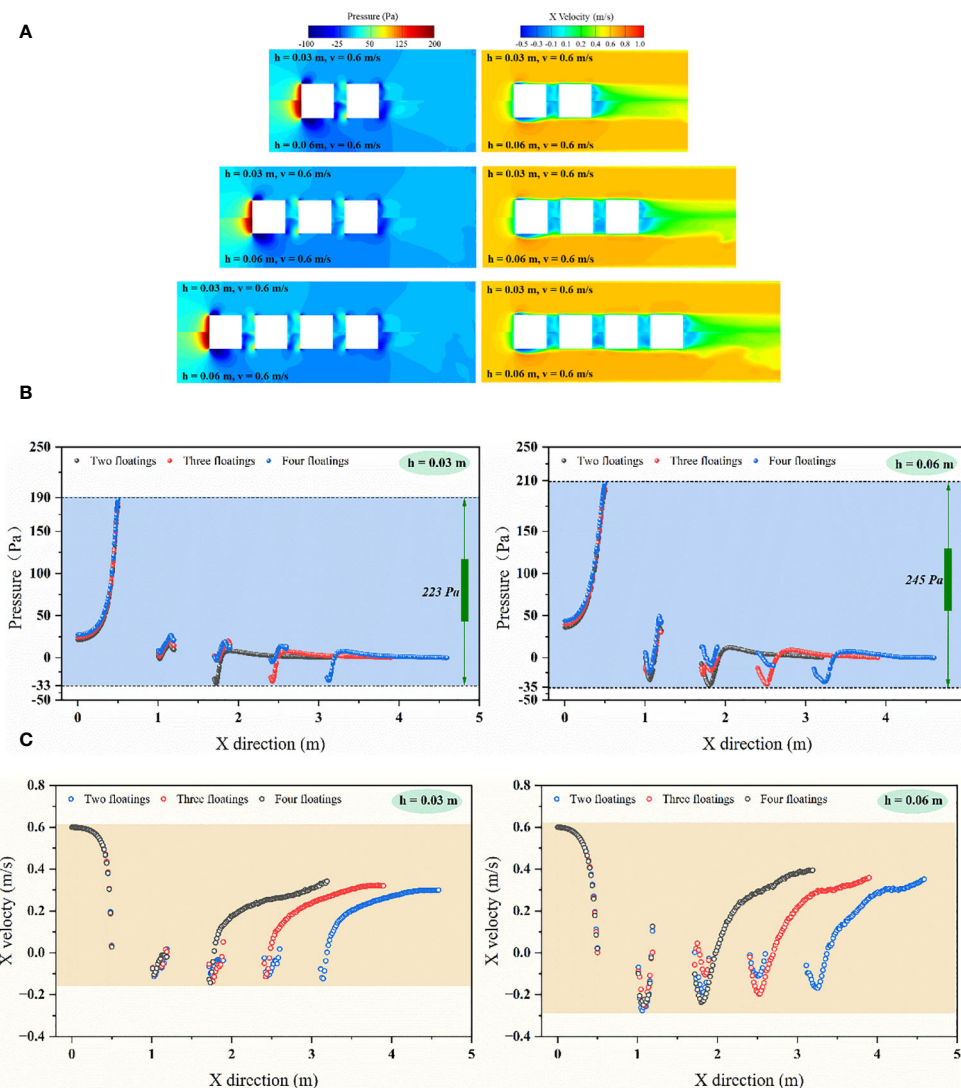 A
Pressure (Pa)
-100 -25 50 125 200
X Velocity (m/s)
-0.5 -0.3 -0.1 0.1 0.2 0.4 0.6 0.8 1.0
h = 0.03 m, v = 0.6 m/s
h = 0.06m, v = 0.6 m/s
h = 0.03 m, v = 0.6 m/s
h = 0.06 m, v = 0.6 m/s
h = 0.03 m, v = 0.6 m/s
h = 0.06 m, v = 0.6 m/s
h = 0.03 m, v = 0.6 m/s
h = 0.06 m, v = 0.6 m/s
h = 0.03 m, v = 0.6 m/s
h = 0.06 m, v = 0.6 m/s
h = 0.03 m, v = 0.6 m/s
h = 0.06 m, v = 0.6 m/s
B
Pressure（Pa)
250
190
150
100
50
0
-33
-50
Two floatings Three floatings Four floatings
h = 0.03 m
223 Pa
0 1 2 3 4 5
X direction (m)
Pressure（Pa)
250
210
150
100
50
0
-35
-50
Two floatings Three floatings Four floatings
h = 0.06 m
245 Pa
0 1 2 3 4
X direction (m)
C
X velocty (m/s)
0.8
0.6
0.4
0.2
0.0
−0.2
−0.4
Two floatings Three floatings Four floatings
h = 0.03 m
0 1 2 3 4 5
X direction (m)
X velocty (m/s)
0.8
0.6
0.4
0.2
0.0
−0.2
−0.4
Two floatings Three floatings Four floatings
h = 0.06 m
0 1 2 3 4 5
X direction (m)